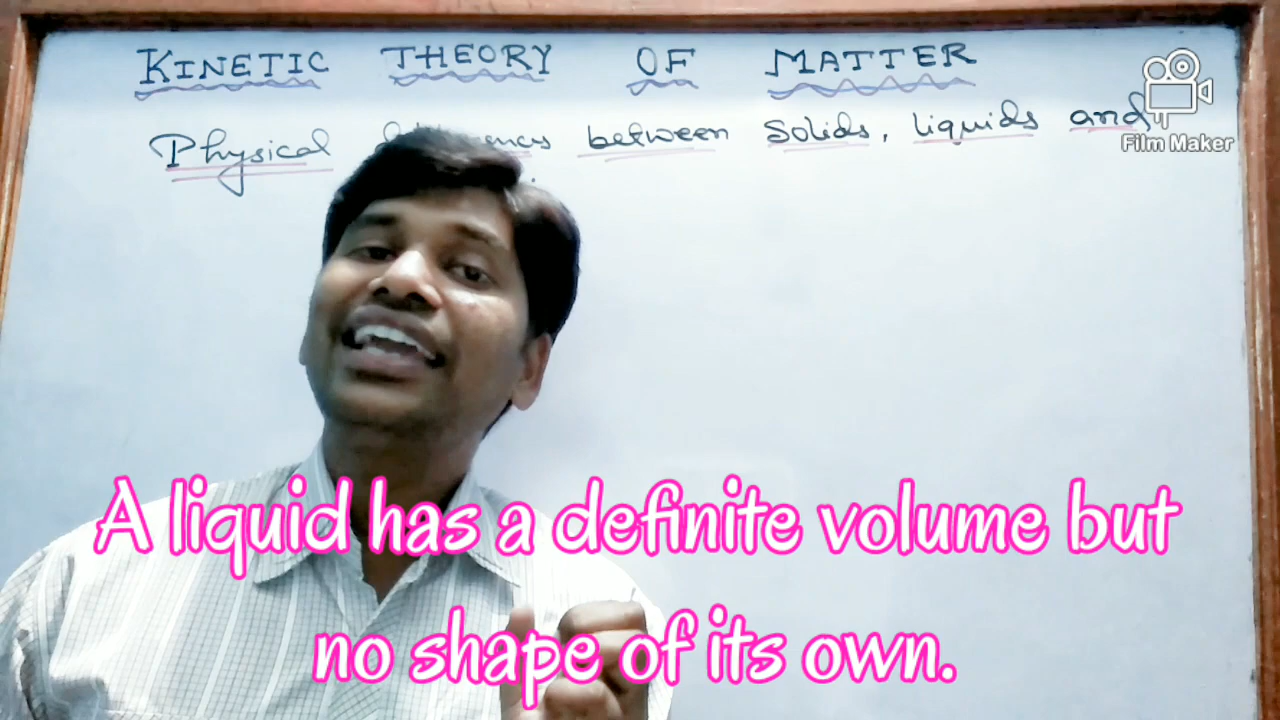 KINETIC THEORY OF MATTER
Physical between Solids, liquids and
Film Maker
A liquid has a definite volume but
no shape of its own.